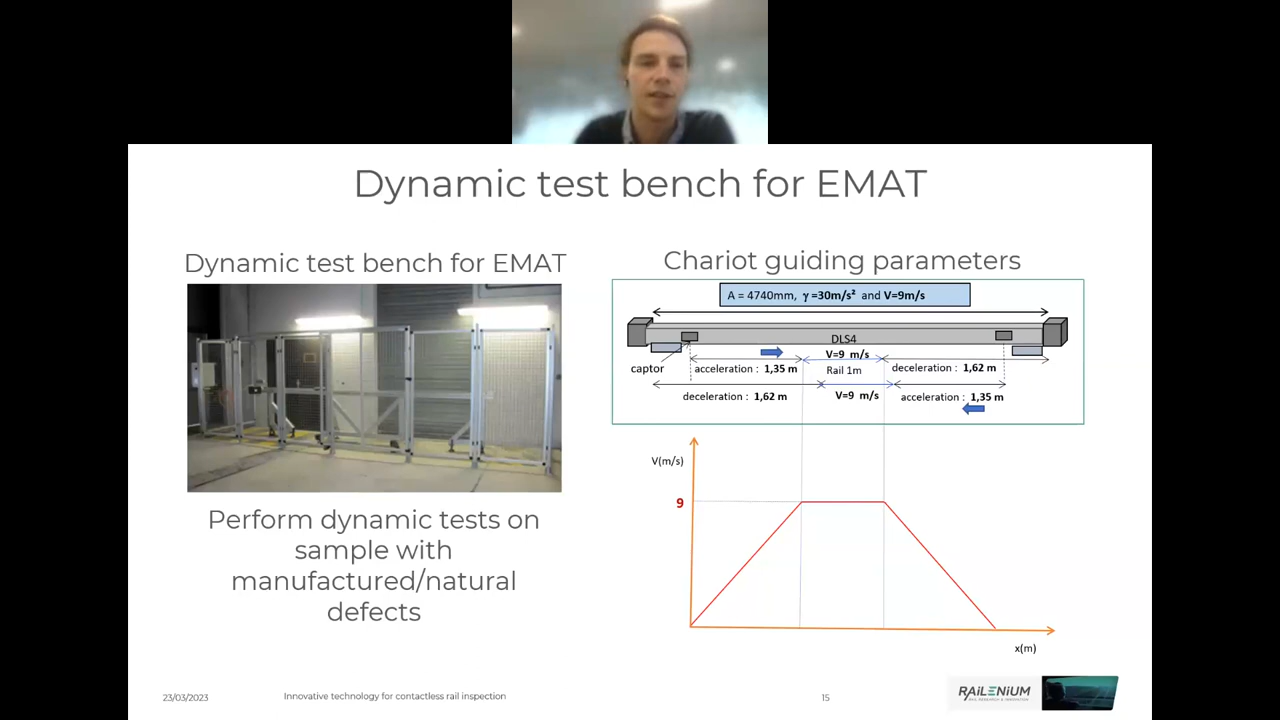 Dynamic test bench for EMAT
Dynamic test bench for EMAT
Perform dynamic tests on
sample with
manufactured/natural
defects
Chariot guiding parameters
A = 4740mm, γ =30m/s² and V=9m/s
DLS4
captor
acceleration : 1,35 m
V=9 m/s
Rail 1m
deceleration : 1,62 m
deceleration : 1,62 m
V=9 m/s
acceleration : 1,35 m
V(m/s)
9
x(m)
23/03/2023
Innovative technology for contactless rail inspection
15
RAILENIUM
RAIL RESEARCH & INNOVATION